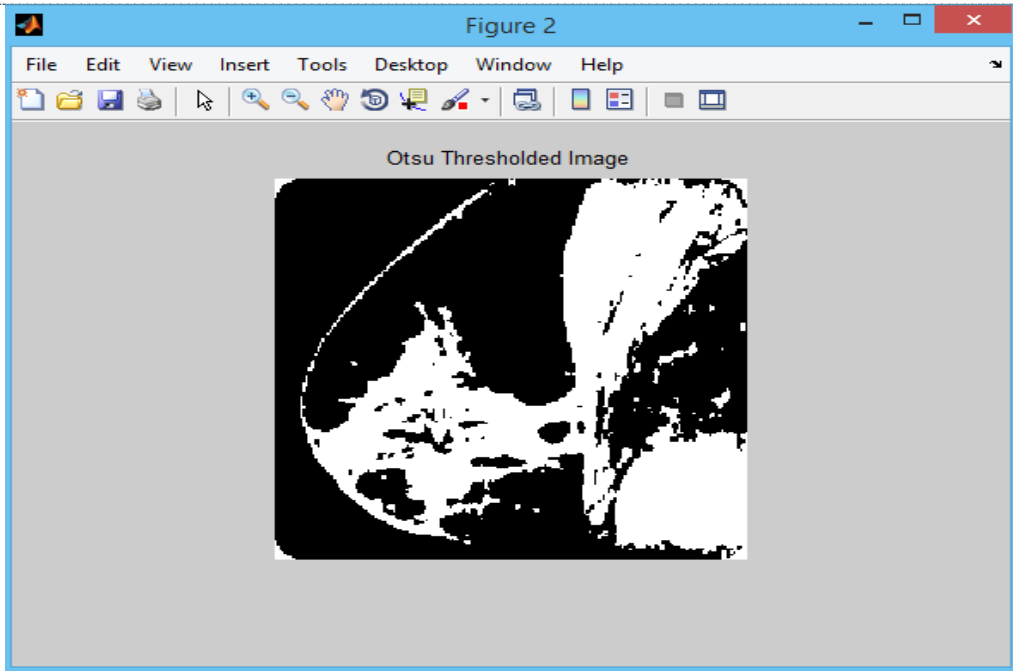 Figure 2
File Edit View Insert Tools Desktop Window Help
Otsu Thresholded Image